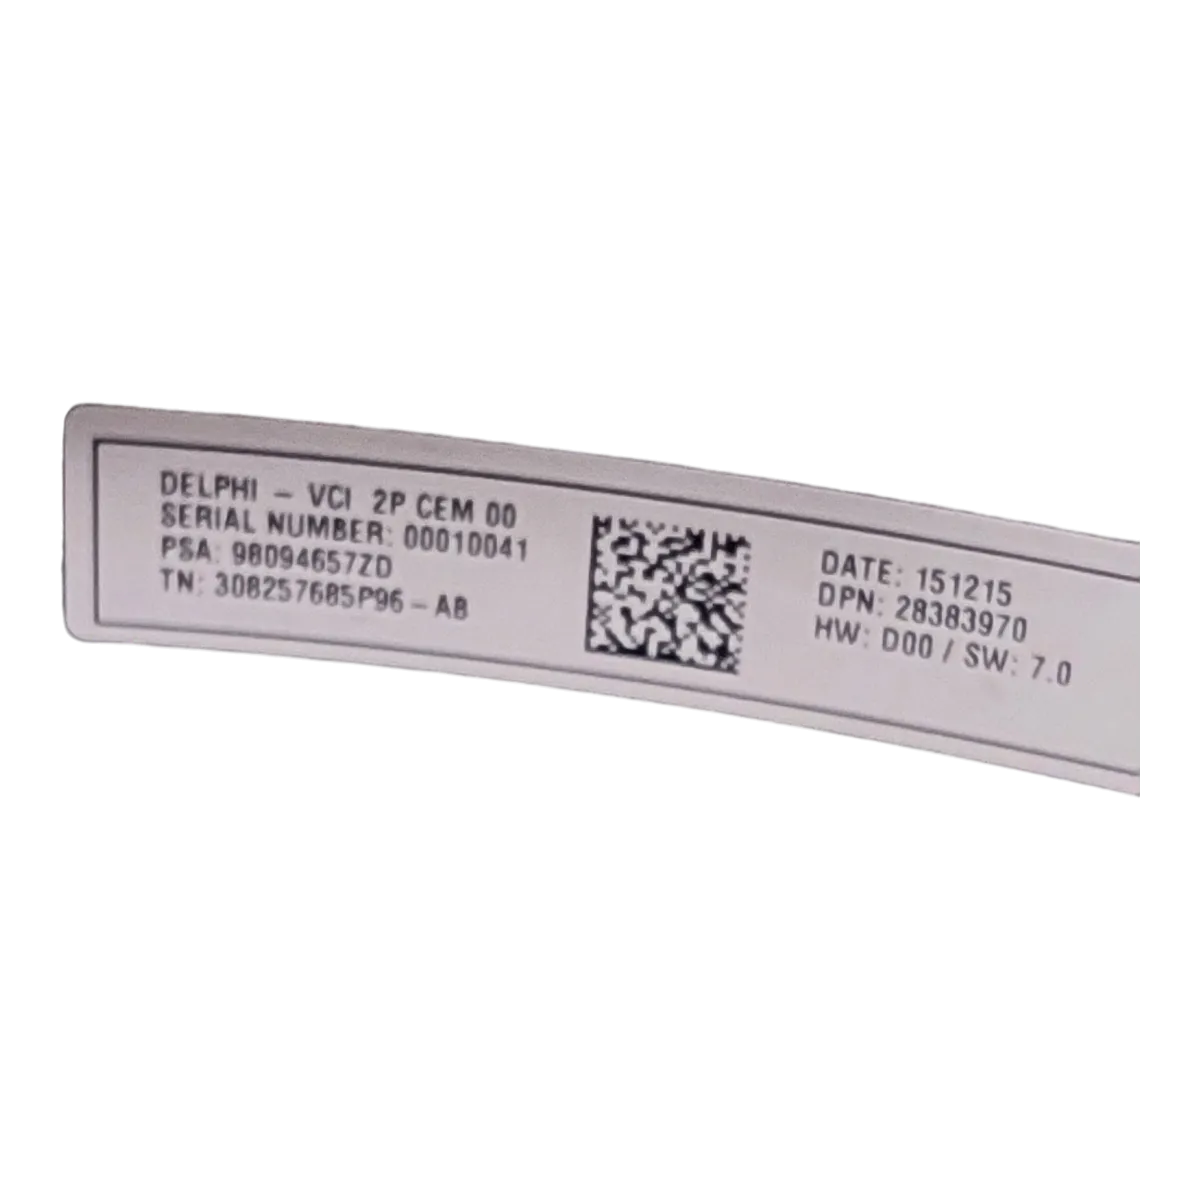 DELPHI – VCI 2P CEM 00
SERIAL NUMBER: 00010041
PSA: 98094657ZD
TN: 308257685P96 – AB
DATE: 151215
DPN: 28383970
HW: D00 / SW: 7.0